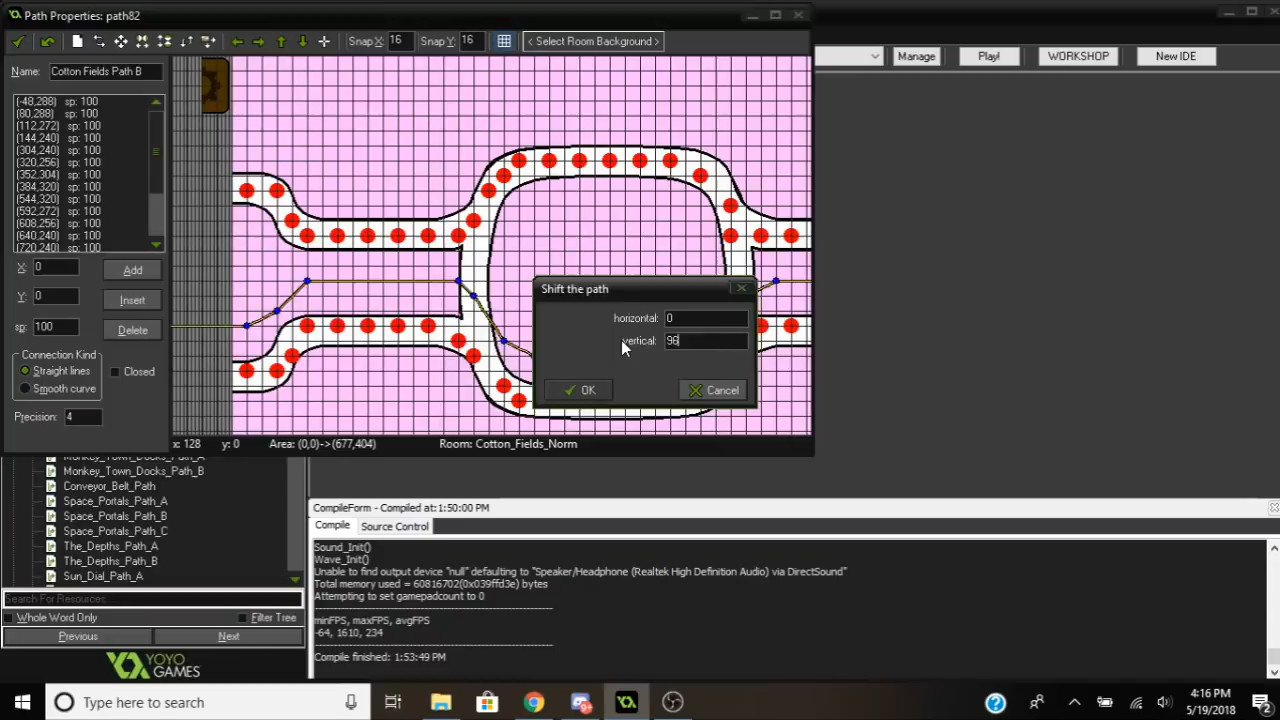 Path Properties: path82
Snap X: 16 Snap Y: 16 < Select Room Background >
Manage Play! WORKSHOP New IDE
Name: Cotton Fields Path B
(-48,288) sp: 100
(80,288) sp: 100
(112,272) sp: 100
(144,240) sp: 100
(304,240) sp: 100
(320,256) sp: 100
(352,304) sp: 100
(384,320) sp: 100
(545,320) sp: 100
(592,272) sp: 100
(608,256) sp: 100
(640,240) sp: 100
(720,240) sp: 100
X: 0 Add
Y: 0 Insert
sp: 100 Delete
Connection Kind
Straight lines
Closed
Smooth curve
Precision: 4
Shift the path
horizontal: 0
vertical: 96
OK Cancel
x: 128 y: 0 Area: (0,0)->(677,404) Room: Cotton_Fields_Norm
Monkey_Town_Docks_Path_A
Monkey_Town_Docks_Path_B
Conveyor_Belt_Path
Space_Portals_Path_A
Space_Portals_Path_B
Space_Portals_Path_C
The_Depths_Path_A
The_Depths_Path_B
Sun_Dial_Path_A
Search For Resources...
Whole Word Only Filter Tree
Previous Next
YOYO
GAMES
CompileForm - Compiled at: 1:50:00 PM
Compile Source Control
Sound_Init()
Wave_Init()
Unable to find output device "null" defaulting to "Speaker/Headphone (Realtek High Definition Audio) via DirectSound"
Total memory used = 60816702(0x039ffd3e) bytes
Attempting to set gamepadcount to 0
minFPS, maxFPS, avgFPS
-64, 1610, 234
Compile finished: 1:53:49 PM
Type here to search
4:16 PM
5/19/2018
2